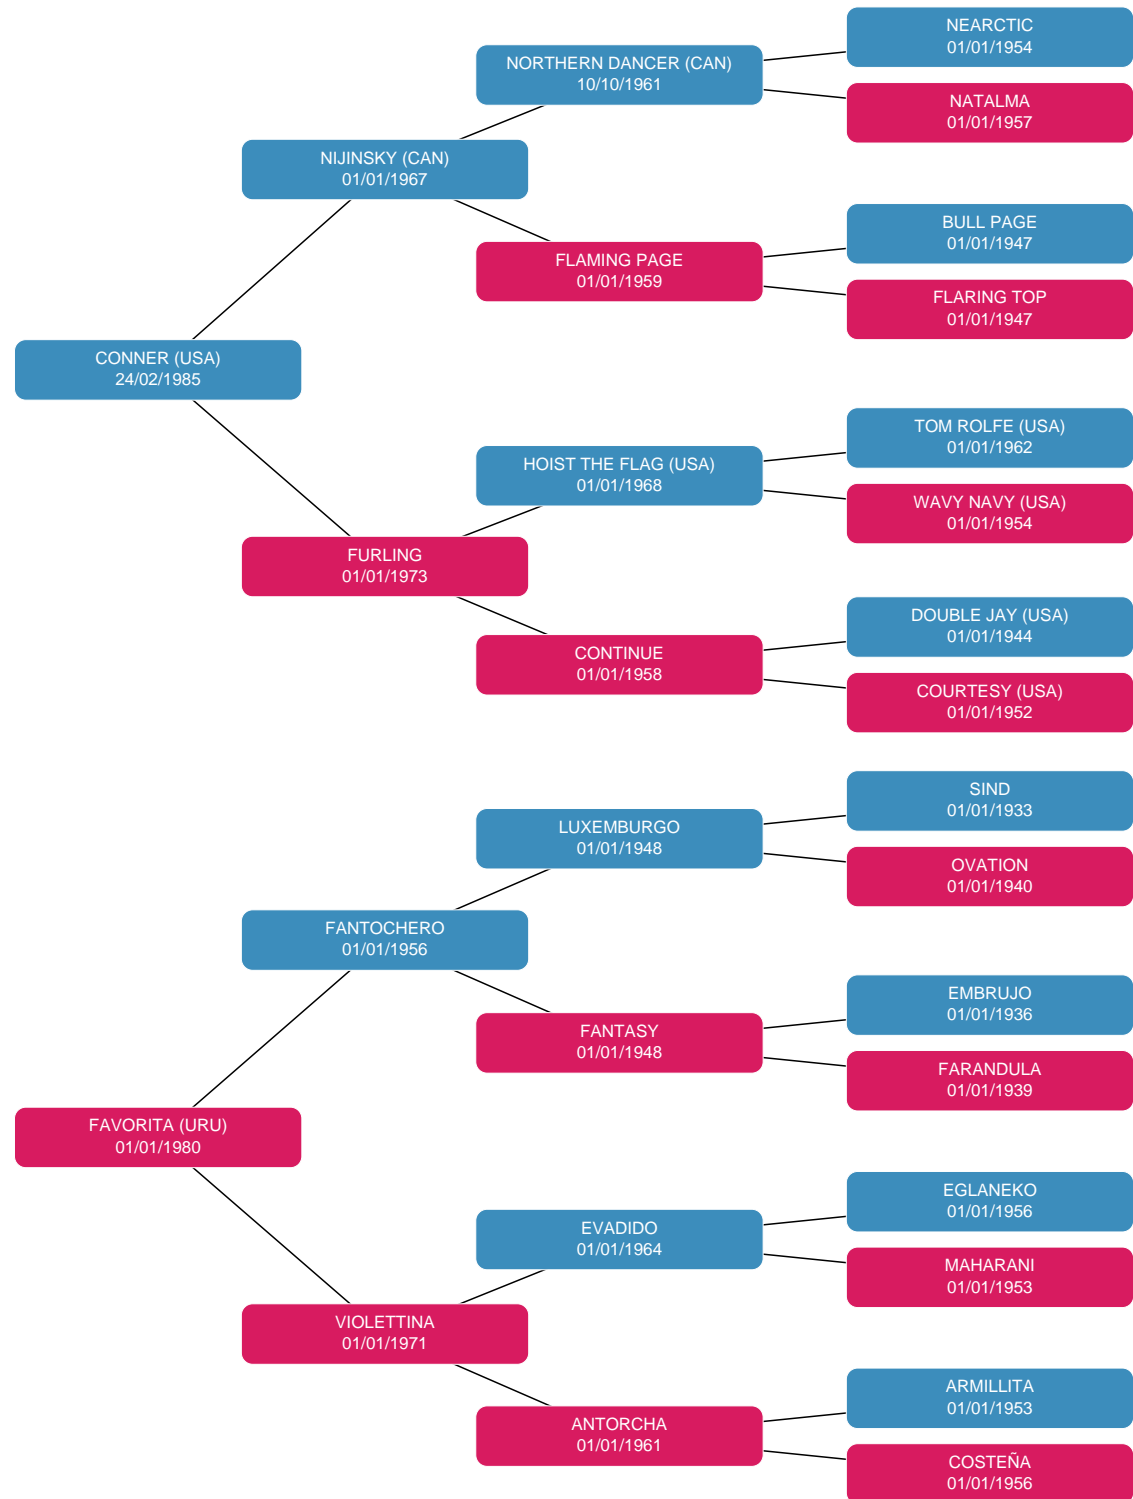 NEARCTIC
01/01/1954
NORTHERN DANCER (CAN)
10/10/1961
NATALMA
01/01/1957
NIJINSKY (CAN)
01/01/1967
BULL PAGE
01/01/1947
FLAMING PAGE
01/01/1959
FLARING TOP
01/01/1947
CONNER (USA)
24/02/1985
TOM ROLFE (USA)
01/01/1962
HOIST THE FLAG (USA)
01/01/1968
WAVY NAVY (USA)
01/01/1954
FURLING
01/01/1973
DOUBLE JAY (USA)
01/01/1944
CONTINUE
01/01/1958
COURTESY (USA)
01/01/1952
SIND
01/01/1933
LUXEMBURGO
01/01/1948
OVATION
01/01/1940
FANTOCHERO
01/01/1956
EMBRUJO
01/01/1936
FANTASY
01/01/1948
FARANDULA
01/01/1939
FAVORITA (URU)
01/01/1980
EGLANEKO
01/01/1956
EVADIDO
01/01/1964
MAHARANI
01/01/1953
VIOLETTINA
01/01/1971
ARMILLITA
01/01/1953
ANTORCHA
01/01/1961
COSTEÑA
01/01/1956